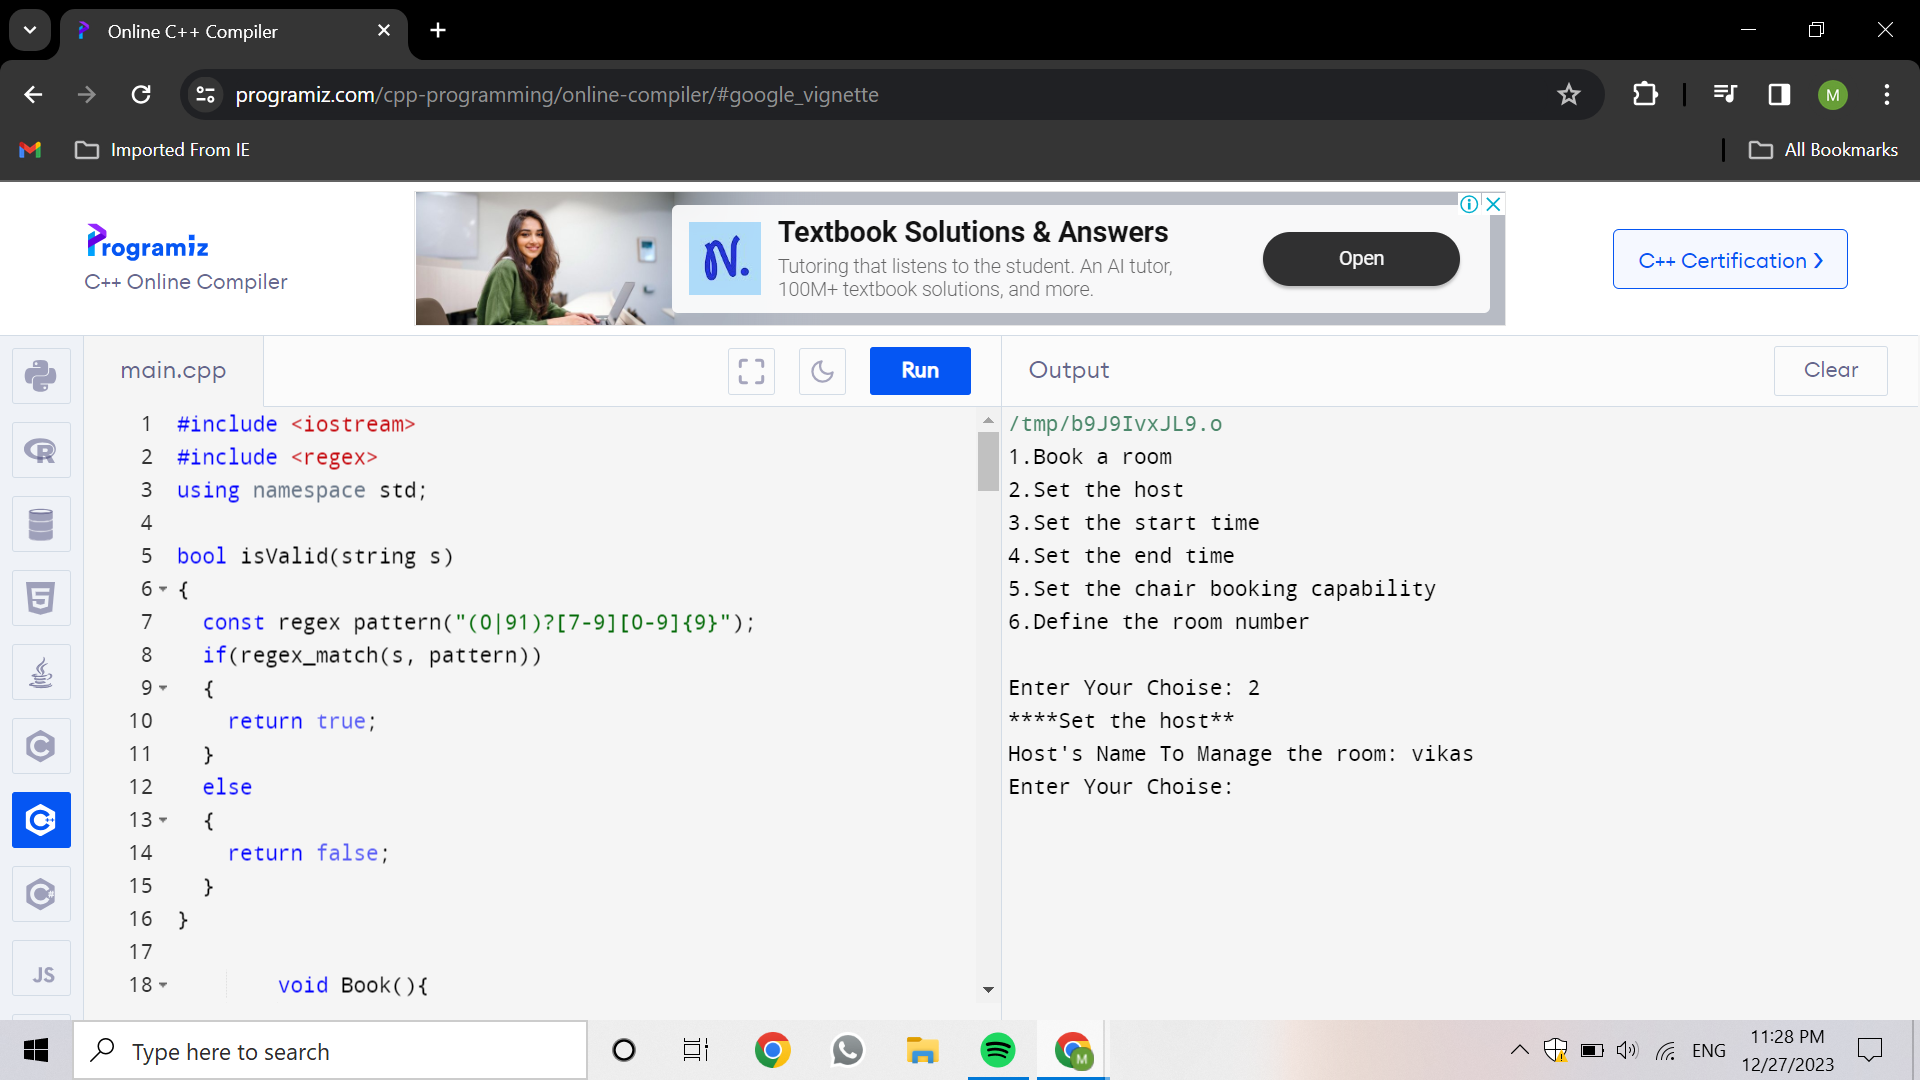 Online C++ Compiler
programiz.com/cpp-programming/online-compiler/#google_vignette
M
Imported From IE
All Bookmarks
Programiz
C++ Online Compiler
N.
Textbook Solutions & Answers
Tutoring that listens to the student. An AI tutor,
100M+ textbook solutions, and more.
Open
C++ Certification
main.cpp
Run
Output
Clear
1 #include <iostream>
2 #include <regex>
3 using namespace std;
4
5 bool isValid(string s)
6 {
7 const regex pattern("(0|91)?[7-9][0-9]{9}");
8 if(regex_match(s, pattern))
9 {
10 return true;
11 }
12 else
13 {
14 return false;
15 }
16 }
17
18 void Book(){
/tmp/b9J9IvxJL9.o
1.Book a room
2.Set the host
3.Set the start time
4.Set the end time
5.Set the chair booking capability
6.Define the room number
Enter Your Choise: 2
****Set the host**
Host's Name To Manage the room: vikas
Enter Your Choise:
R
5
C
C++
C#
JS
Type here to search
M
ENG
11:28 PM
12/27/2023